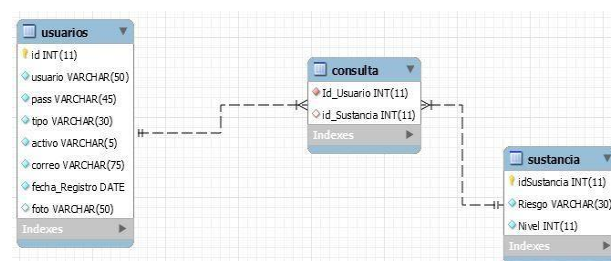 usuarios
id INT(11)
usuario VARCHAR(50)
pass VARCHAR(45)
tipo VARCHAR(30)
activo VARCHAR(5)
correo VARCHAR(75)
fecha_Registro DATE
foto VARCHAR(50)
Indexes
consulta
Id_Usuario INT(11)
id_Sustancia INT(11)
Indexes
sustancia
idSustancia INT(11)
Riesgo VARCHAR(30)
Nivel INT(11)
Indexes